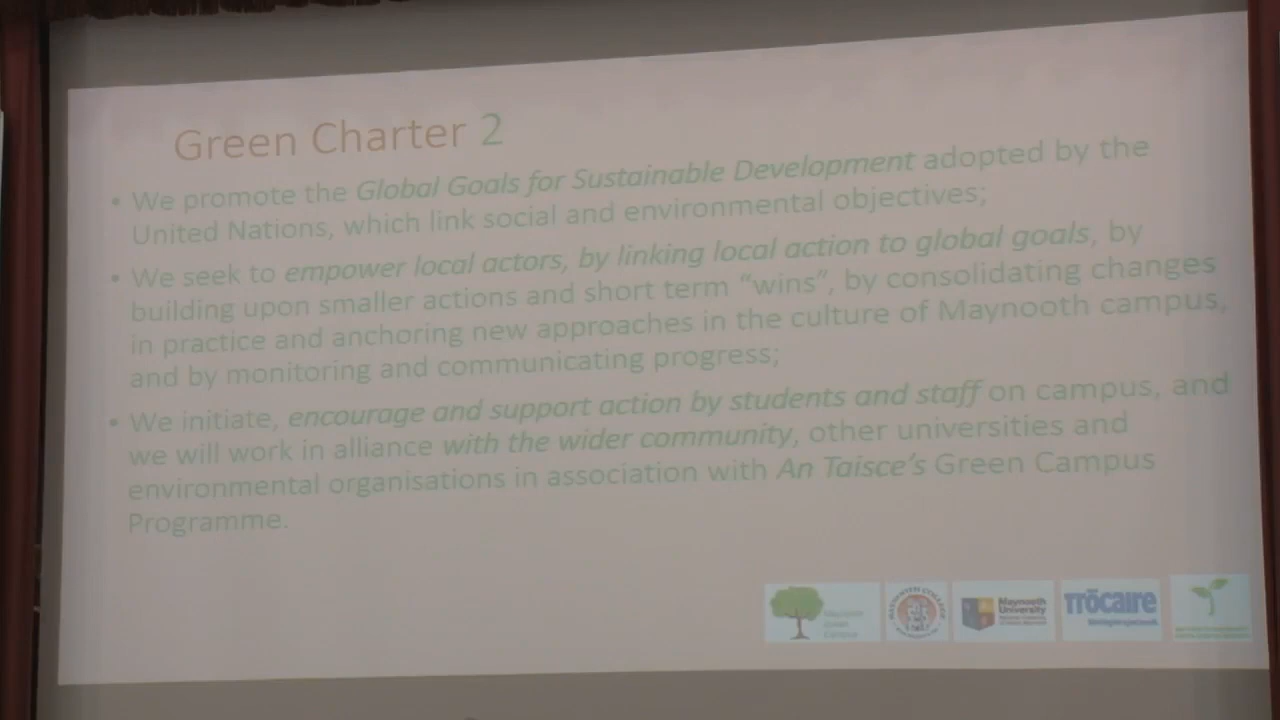 Green Charter 2
• We promote the Global Goals for Sustainable Development adopted by the
United Nations, which link social and environmental objectives;
• We seek to empower local actors, by linking local action to global goals, by
building upon smaller actions and short term “wins”, by consolidating changes
in practice and anchoring new approaches in the culture of Maynooth campus,
and by monitoring and communicating progress;
• We initiate, encourage and support action by students and staff on campus, and
we will work in alliance with the wider community, other universities and
environmental organisations in association with An Taisce’s Green Campus
Programme.
Maynooth
Green
Campus
Maynooth
University
Trócaire